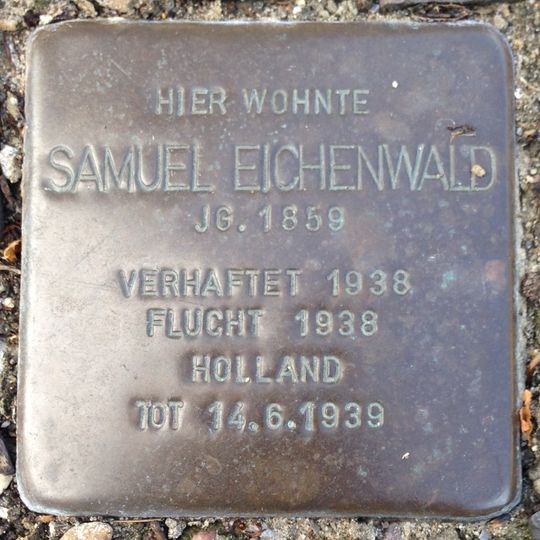 HIER WOHNTE
SAMUEL EICHENWALD
JG. 1859
VERHAFTET 1938
FLUCHT 1938
HOLLAND
TOT 14.6.1939